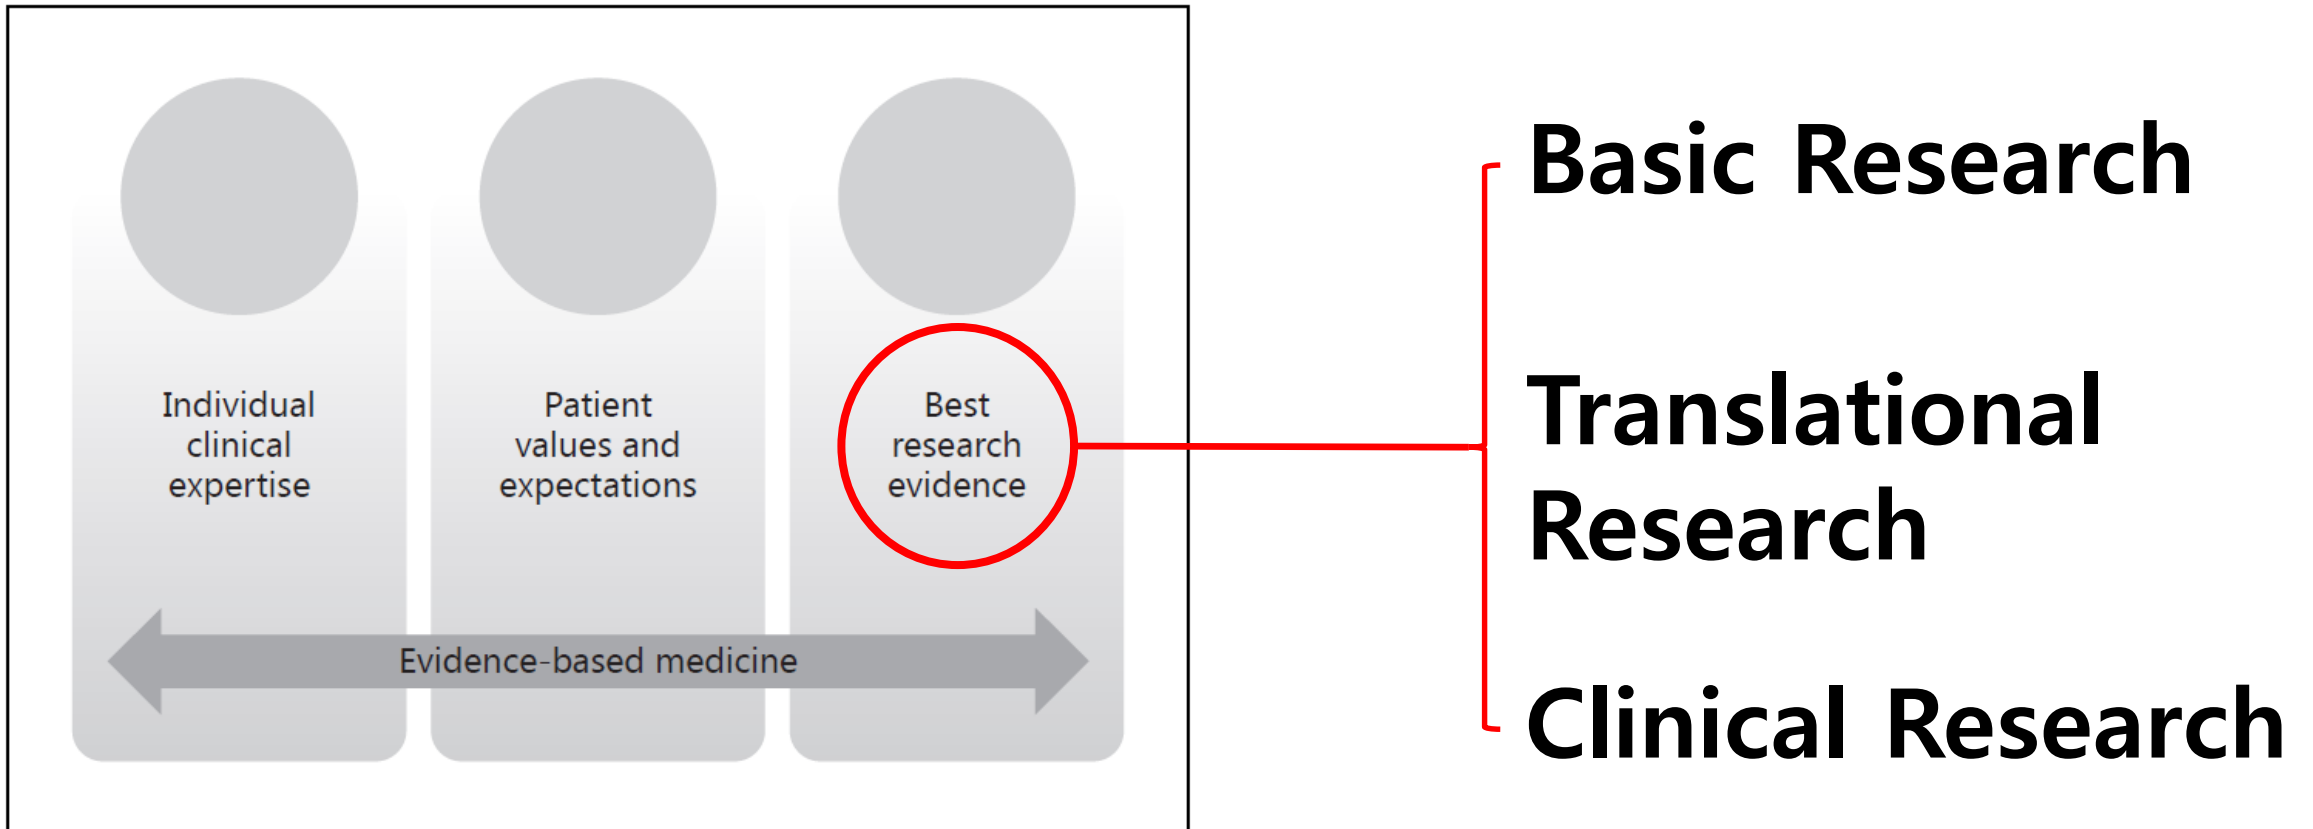 Individual
clinical
expertise
Patient
values and
expectations
Best
research
evidence
Evidence-based medicine
Basic Research
Translational
Research
Clinical Research